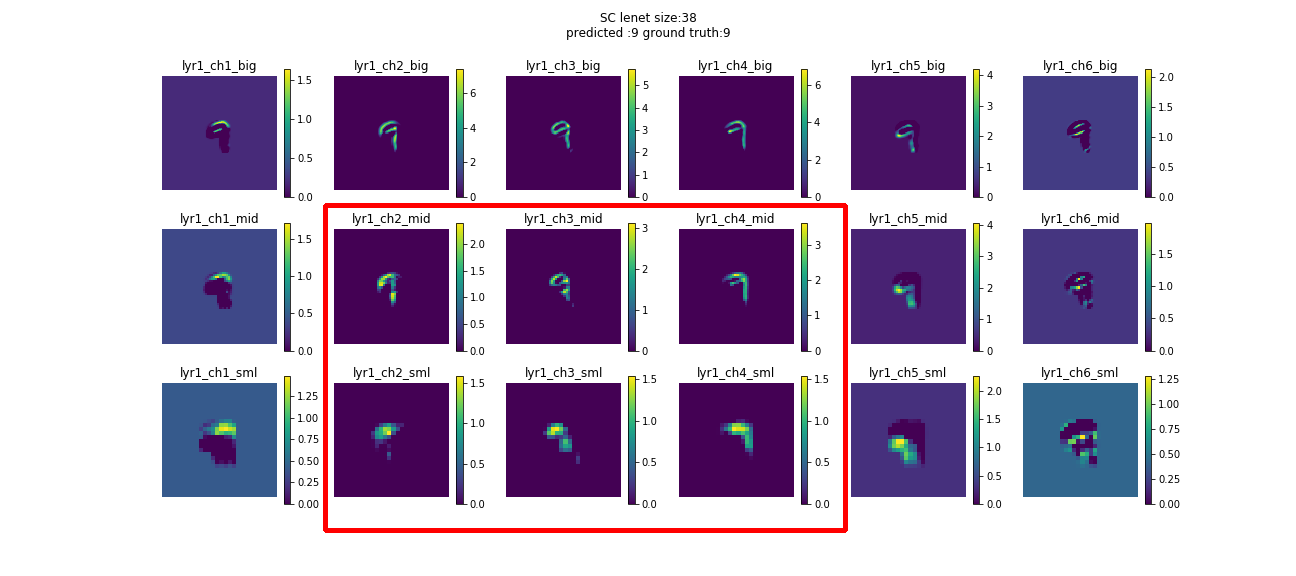 SC lenet size:38
predicted :9 ground truth:9
lyr1_ch1_big lyr1_ch2_big lyr1_ch3_big lyr1_ch4_big lyr1_ch5_big lyr1_ch6_big
1.5 1.0 0.5 0.0
6 4 2 0
5 4 3 2 1 0
6 4 2 0
4 3 2 1 0
2.0 1.5 1.0 0.5 0.0
lyr1_ch1_mid lyr1_ch2_mid lyr1_ch3_mid lyr1_ch4_mid lyr1_ch5_mid lyr1_ch6_mid
1.5 1.0 0.5 0.0
2.0 1.5 1.0 0.5 0.0
3 2 1 0
3 2 1 0
4 3 2 1 0
1.5 1.0 0.5 0.0
lyr1_ch1_sml lyr1_ch2_sml lyr1_ch3_sml lyr1_ch4_sml lyr1_ch5_sml lyr1_ch6_sml
1.25 1.00 0.75 0.50 0.25 0.00
1.5 1.0 0.5 0.0
1.5 1.0 0.5 0.0
1.5 1.0 0.5 0.0
2.0 1.5 1.0 0.5 0.0
1.25 1.00 0.75 0.50 0.25 0.00